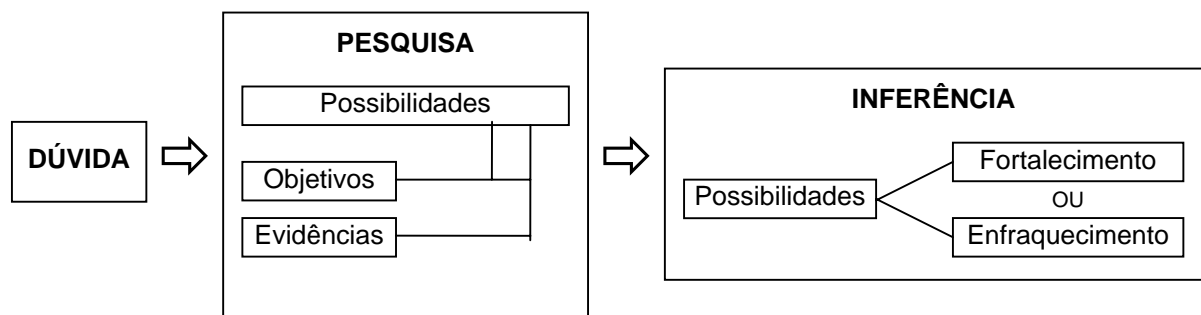 DÚVIDA
PESQUISA
Possibilidades
Objetivos
Evidências
INFERÊNCIA
Possibilidades
Fortalecimento
OU
Enfraquecimento